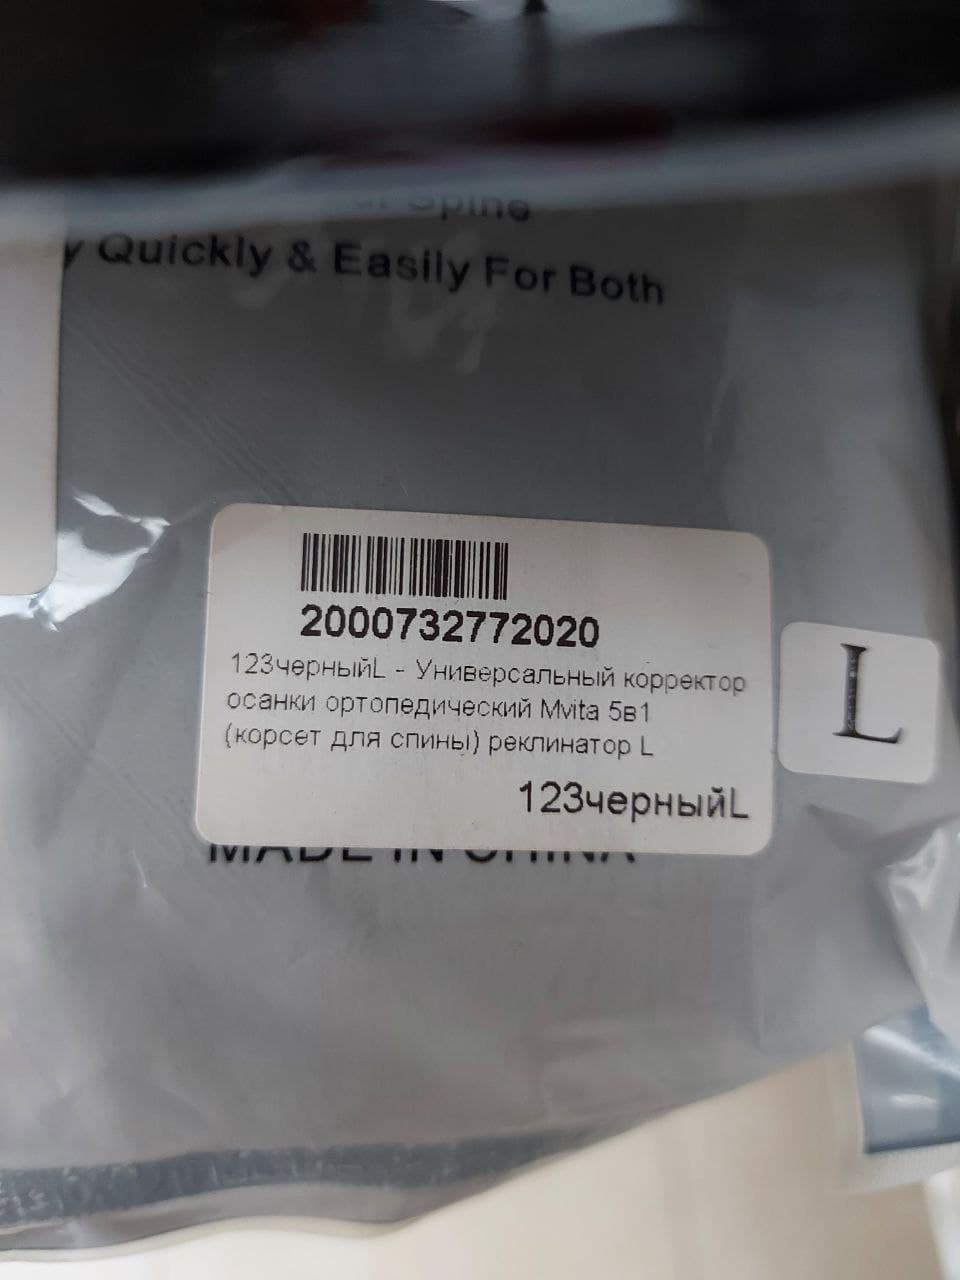 Spine
Quickly & Easily For Both
2000732772020
123черныйL - Универсальный корректор
осанки ортопедический Mvita 5в1
(корсет для спины) реклинатор L
123черныйL
L
MADE IN CHINA